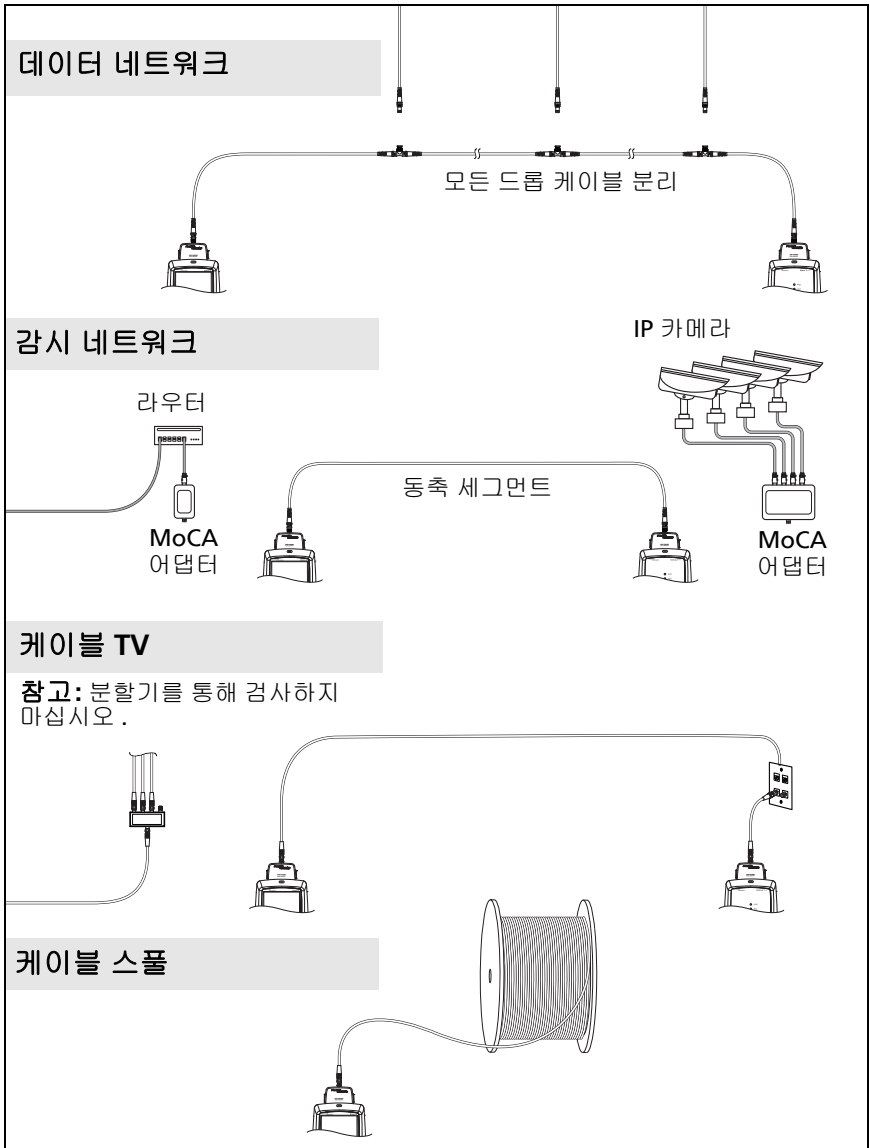 데이터 네트워크
모든 드롭 케이블 분리
감시 네트워크
IP 카메라
라우터
동축 세그먼트
MoCA
어댑터
MoCA
어댑터
케이블 TV
참고: 분할기를 통해 검사하지
마십시오 .
케이블 스풀